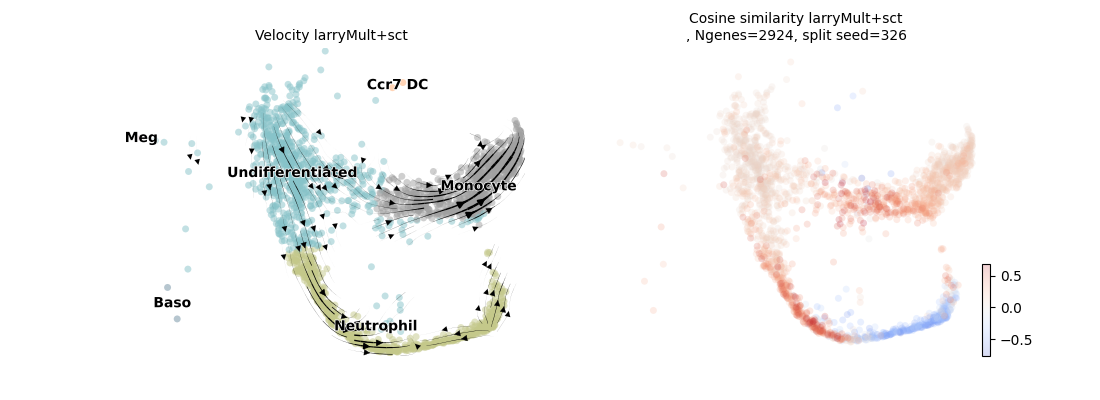 Velocity larryMult+sct
Ccr7 DC
Meg
Undifferentiated
Monocyte
Baso
Neutrophil
Cosine similarity larryMult+sct
, Ngenes=2924, split seed=326
0.5
0.0
−0.5